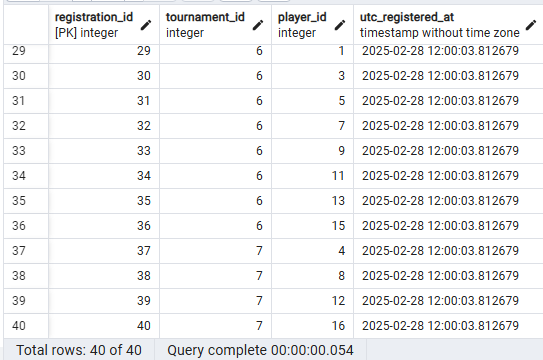 registration_id tournament_id player_id utc_registered_at
[PK] integer integer integer timestamp without time zone
29 29 6 1 2025-02-28 12:00:03.812679
30 30 6 3 2025-02-28 12:00:03.812679
31 31 6 5 2025-02-28 12:00:03.812679
32 32 6 7 2025-02-28 12:00:03.812679
33 33 6 9 2025-02-28 12:00:03.812679
34 34 6 11 2025-02-28 12:00:03.812679
35 35 6 13 2025-02-28 12:00:03.812679
36 36 6 15 2025-02-28 12:00:03.812679
37 37 7 4 2025-02-28 12:00:03.812679
38 38 7 8 2025-02-28 12:00:03.812679
39 39 7 12 2025-02-28 12:00:03.812679
40 40 7 16 2025-02-28 12:00:03.812679
Total rows: 40 of 40 Query complete 00:00:00.054